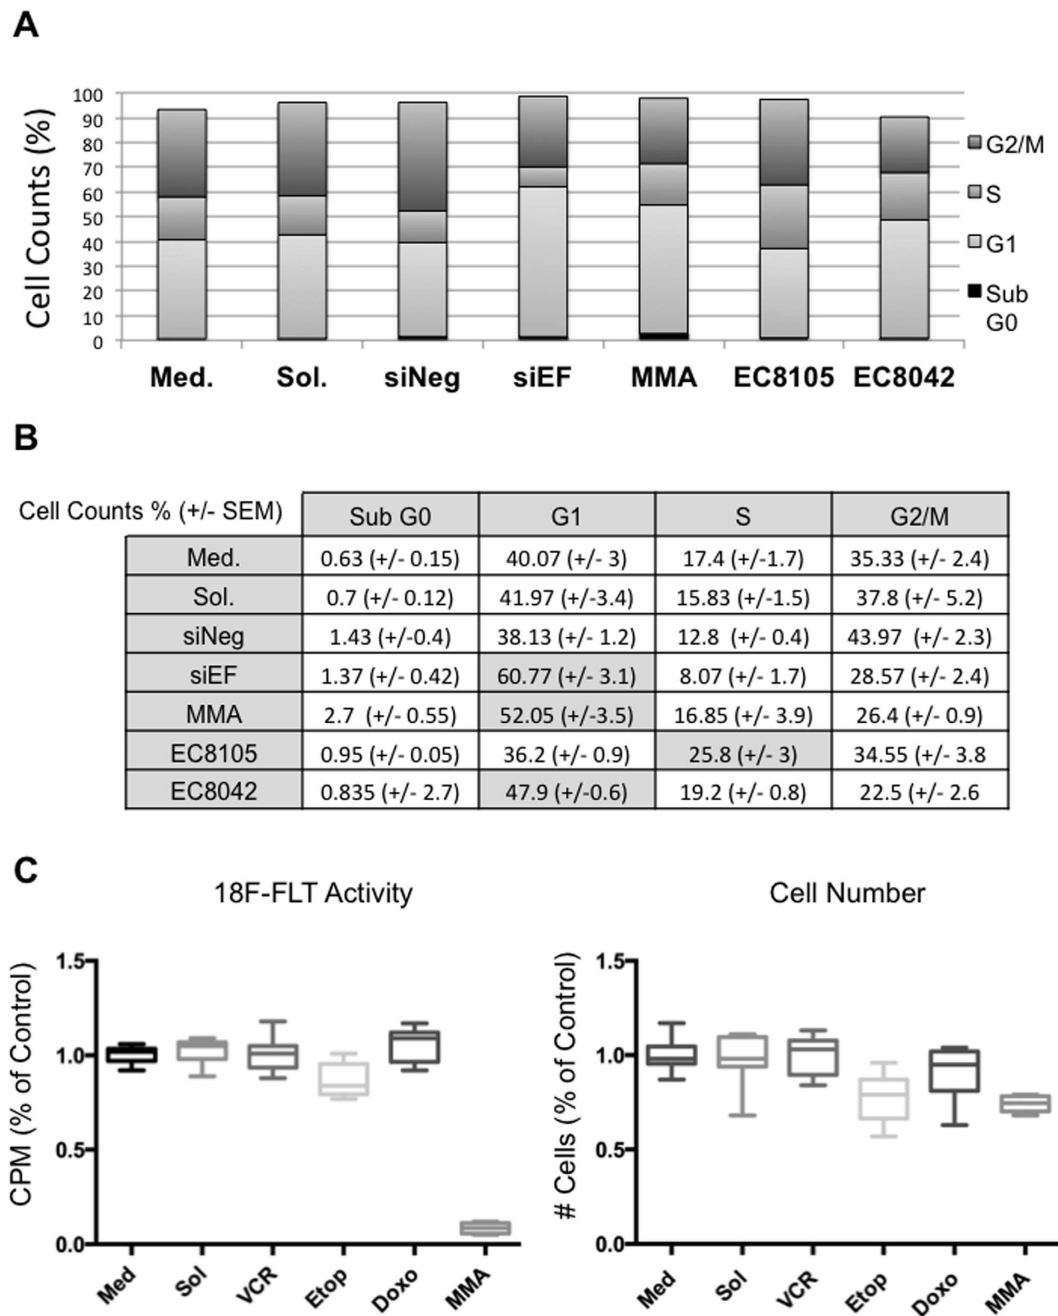 A
Cell Counts (%)
100
90
80
70
60
50
40
30
20
10
0
G2/M
S
G1
Sub
G0
Med. Sol. siNeg siEF MMA EC8105 EC8042
B
Cell Counts % (+/- SEM) Sub G0 G1 S G2/M
Med. 0.63 (+/- 0.15) 40.07 (+/- 3) 17.4 (+/-1.7) 35.33 (+/- 2.4)
Sol. 0.7 (+/- 0.12) 41.97 (+/-3.4) 15.83 (+/-1.5) 37.8 (+/- 5.2)
siNeg 1.43 (+/-0.4) 38.13 (+/- 1.2) 12.8 (+/- 0.4) 43.97 (+/- 2.3)
siEF 1.37 (+/- 0.42) 60.77 (+/- 3.1) 8.07 (+/- 1.7) 28.57 (+/- 2.4)
MMA 2.7 (+/- 0.55) 52.05 (+/-3.5) 16.85 (+/- 3.9) 26.4 (+/- 0.9)
EC8105 0.95 (+/- 0.05) 36.2 (+/- 0.9) 25.8 (+/- 3) 34.55 (+/- 3.8
EC8042 0.835 (+/- 2.7) 47.9 (+/-0.6) 19.2 (+/- 0.8) 22.5 (+/- 2.6
C
18F-FLT Activity
CPM (% of Control)
1.5
1.0
0.5
0.0
Med Sol VCR Etop Doxo MMA
Cell Number
# Cells (% of Control)
1.5
1.0
0.5
0.0
Med Sol VCR Etop Doxo MMA